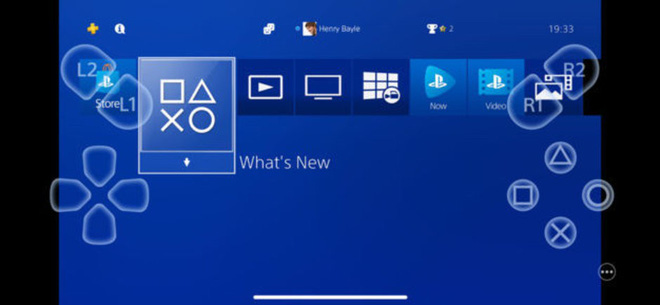 Henry Bayle
2
19:33
L2
R2
Store
L1
Now
Video
R1
What's New